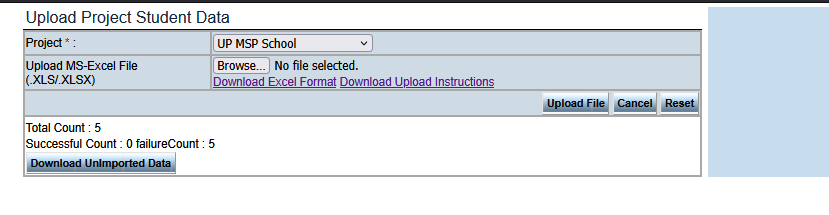 Upload Project Student Data
Project * :
UP MSP School
Upload MS-Excel File
(.XLS/.XLSX)
Browse... No file selected.
Download Excel Format Download Upload Instructions
Upload File Cancel Reset
Total Count : 5
Successful Count : 0 failureCount : 5
Download UnImported Data